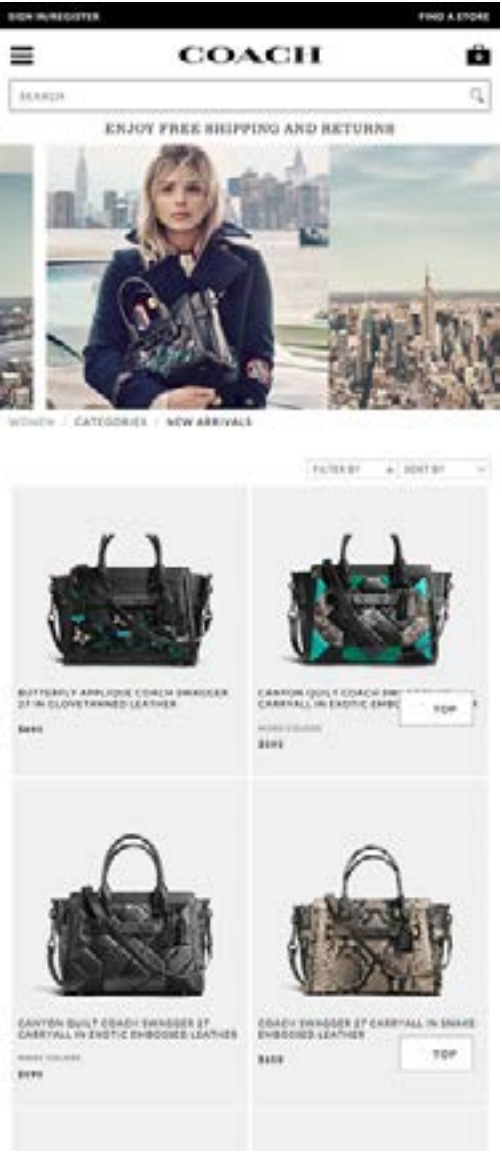 SIGN IN/REGISTER FIND A STORE
COACH
SEARCH
ENJOY FREE SHIPPING AND RETURNS
WOMEN / CATEGORIES / NEW ARRIVALS
FILTER BY SORT BY
BUTTERFLY APPLIQUE COACH SWAGGER
27 IN GLOVETANNED LEATHER
CANYON QUILT COACH
CARRYALL IN EXOTIC
TOP
MORE COLORS
CANYON QUILT COACH SWAGGER 27
CARRYALL IN EXOTIC EMBOSSED LEATHER
MORE COLORS
COACH SWAGGER 27 CARRYALL IN SNAKE
EMBOSSED LEATHER
TOP